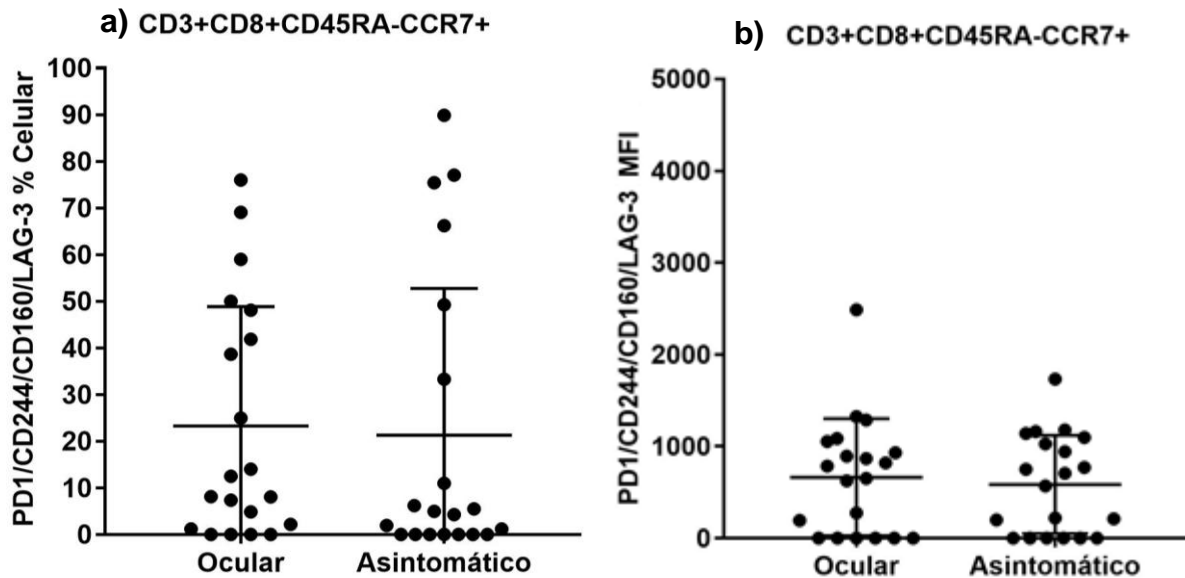 a) CD3+CD8+CD45RA-CCR7+
PD1/CD244/CD160/LAG-3 % Celular
100
90
80
70
60
50
40
30
20
10
0
Ocular Asintomático
b) CD3+CD8+CD45RA-CCR7+
PD1/CD244/CD160/LAG-3 MFI
5000
4000
3000
2000
1000
0
Ocular Asintomático